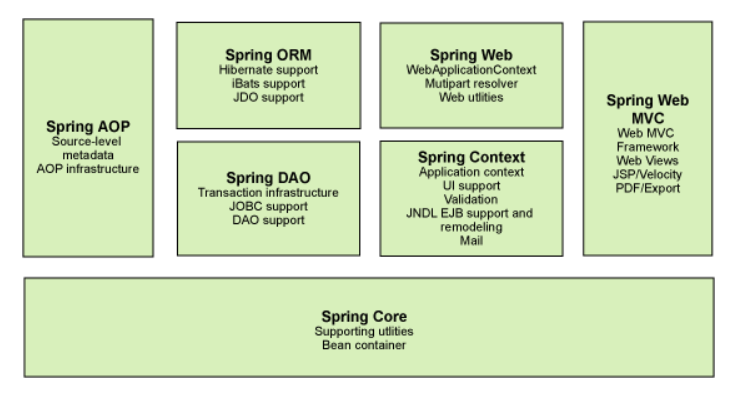 Spring AOP
Source-level
metadata
AOP infrastructure
Spring ORM
Hibernate support
iBats support
JDO support
Spring DAO
Transaction infrastructure
JOBC support
DAO support
Spring Web
WebApplicationContext
Mutipart resolver
Web utlities
Spring Context
Application context
UI support
Validation
JNDL EJB support and
remodeling
Mail
Spring Web
MVC
Web MVC
Framework
Web Views
JSP/Velocity
PDF/Export
Spring Core
Supporting utlities
Bean container